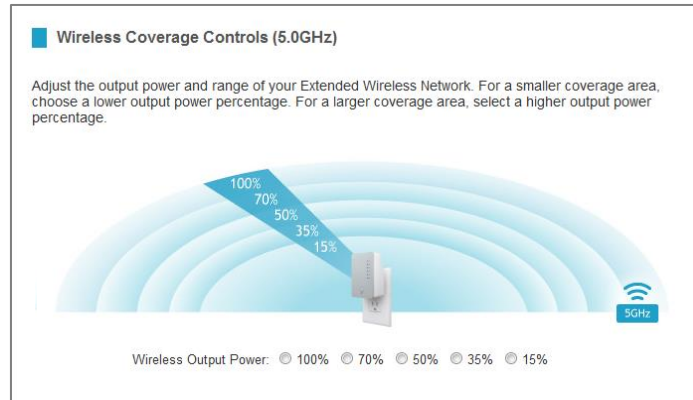 Wireless Coverage Controls (5.0GHz)
Adjust the output power and range of your Extended Wireless Network. For a smaller coverage area,
choose a lower output power percentage. For a larger coverage area, select a higher output power
percentage.
100%
70%
50%
35%
15%
5GHz
Wireless Output Power: 100% 70% 50% 35% 15%